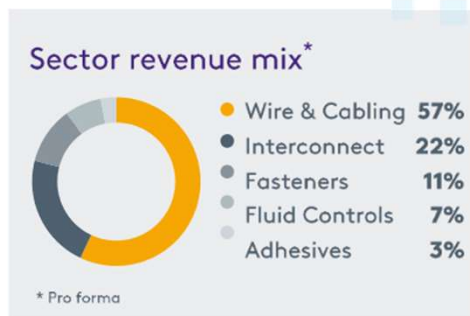 Sector revenue mix*
Wire & Cabling 57%
Interconnect 22%
Fasteners 11%
Fluid Controls 7%
Adhesives 3%
* Pro forma